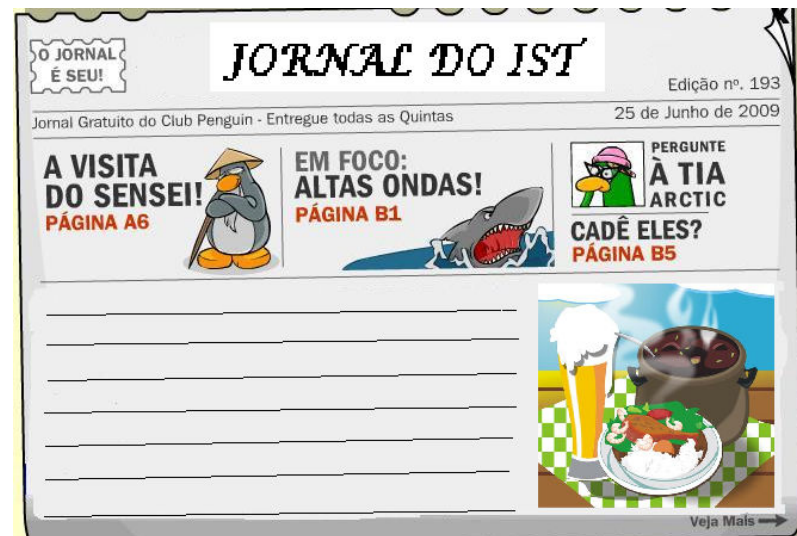 O JORNAL
É SEU!
JORNAL DO IST
Edição nº. 193
Jornal Gratuito do Club Penguin - Entregue todas as Quintas
25 de Junho de 2009
A VISITA
DO SENSEI!
PÁGINA A6
EM FOCO:
ALTAS ONDAS!
PÁGINA B1
PERGUNTE
À TIA
ARCTIC
CADÊ ELES?
PÁGINA B5
Veja Mais